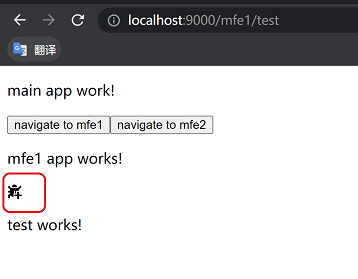 localhost:9000/mfe1/test
翻译
main app work!
navigate to mfe1 navigate to mfe2
mfe1 app works!
test works!